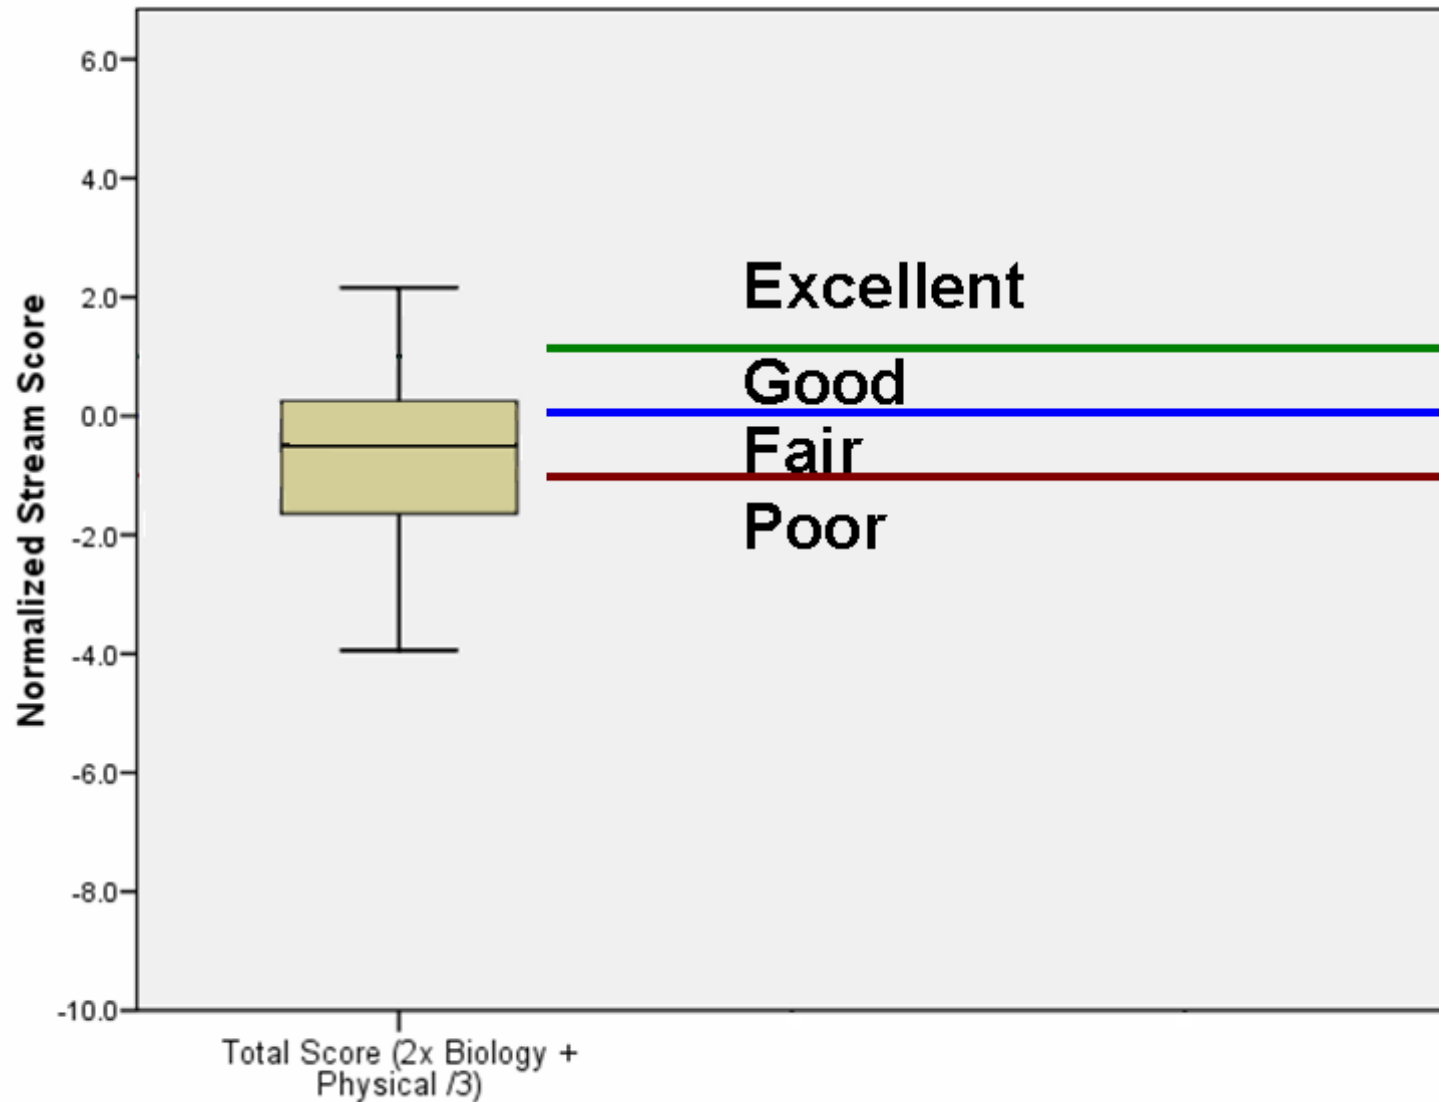 6.0
4.0
2.0
0.0
-2.0
-4.0
-6.0
-8.0
-10.0
Normalized Stream Score
Excellent
Good
Fair
Poor
Total Score (2x Biology +
Physical /3)